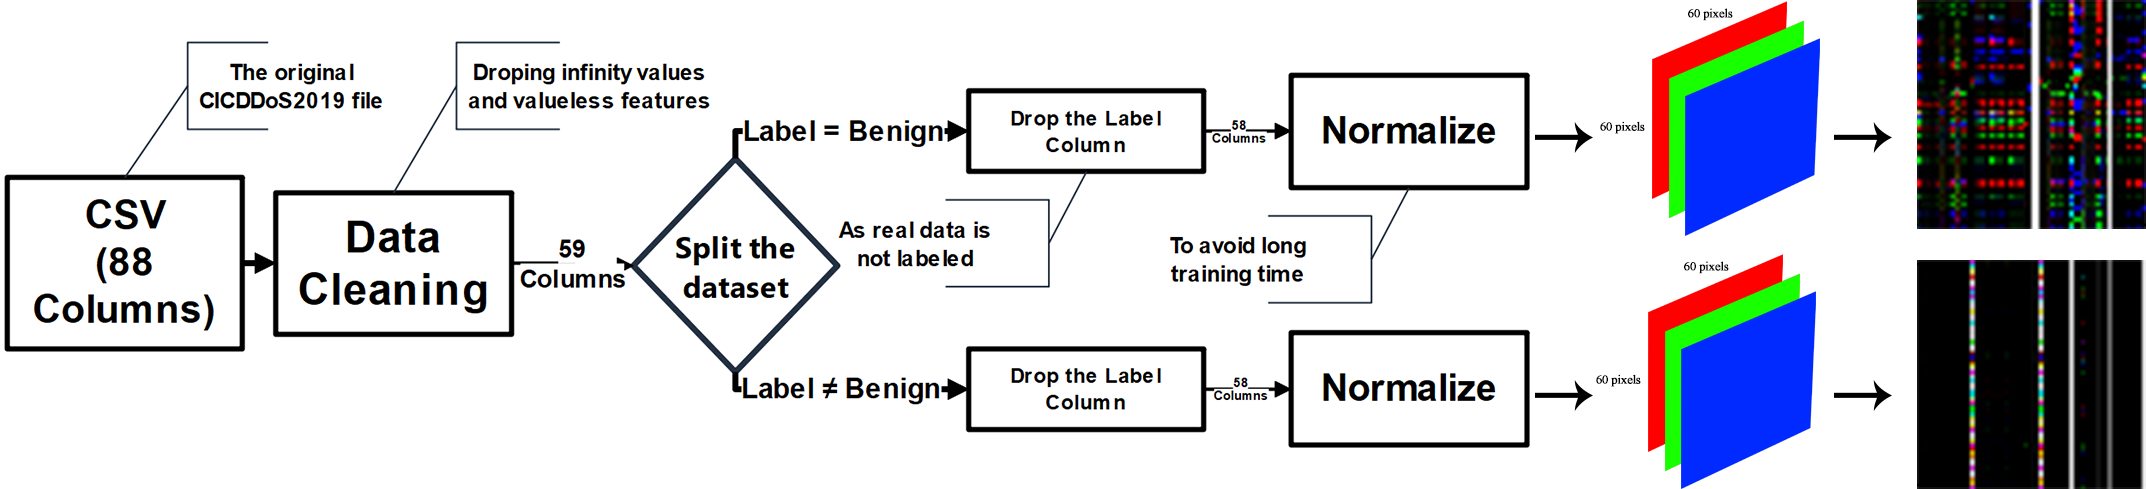 The original
CICDDoS2019 file
Droping infinity values
and valueless features
CSV
(88
Columns)
Data
Cleaning
59
Columns
Split the
dataset
Label = Benign
Drop the Label
Column
58
Columns
Normalize
60 pixels
60 pixels
As real data is
not labeled
To avoid long
training time
Label ≠ Benign
Drop the Label
Column
58
Columns
Normalize
60 pixels
60 pixels